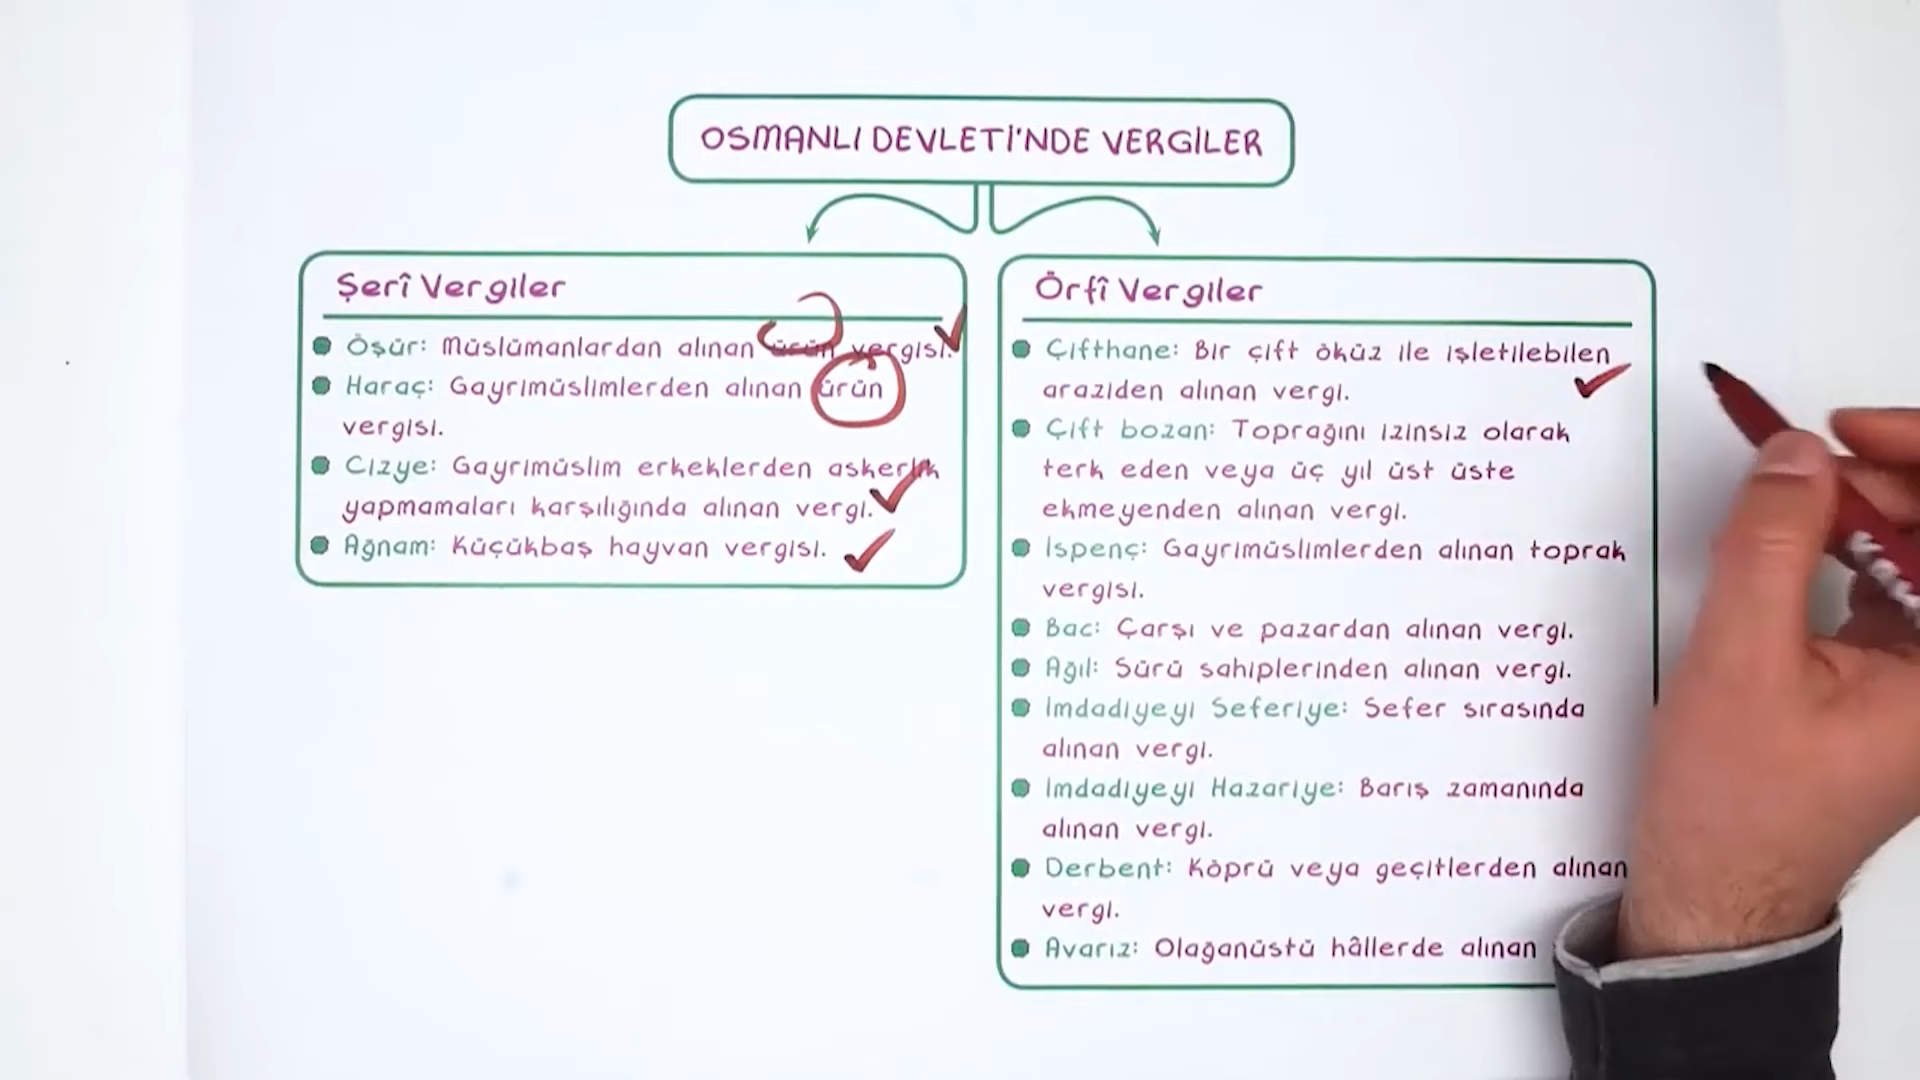 OSMANLI DEVLETİ'NDE VERGİLER
Şerî Vergiler
Öşür: Müslümanlardan alınan ürün vergisi.
Haraç: Gayrimüslimlerden alınan ürün
vergisi.
Cizye: Gayrimüslim erkeklerden askerlik
yapmamaları karşılığında alınan vergi.
Ağnam: Küçükbaş hayvan vergisi.
Örfî Vergiler
Çifthane: Bir çift öküz ile işletilebilen
araziden alınan vergi.
Çift bozan: Toprağını izinsiz olarak
terk eden veya üç yıl üst üste
ekmeyenden alınan vergi.
İspenç: Gayrimüslimlerden alınan toprak
vergisi.
Bac: Çarşı ve pazardan alınan vergi.
Ağıl: Sürü sahiplerinden alınan vergi.
İmdadiyeyi Seferiye: Sefer sırasında
alınan vergi.
İmdadiyeyi Hazariye: Barış zamanında
alınan vergi.
Derbent: Köprü veya geçitlerden alınan
vergi.
Avarız: Olağanüstü hâllerde alınan